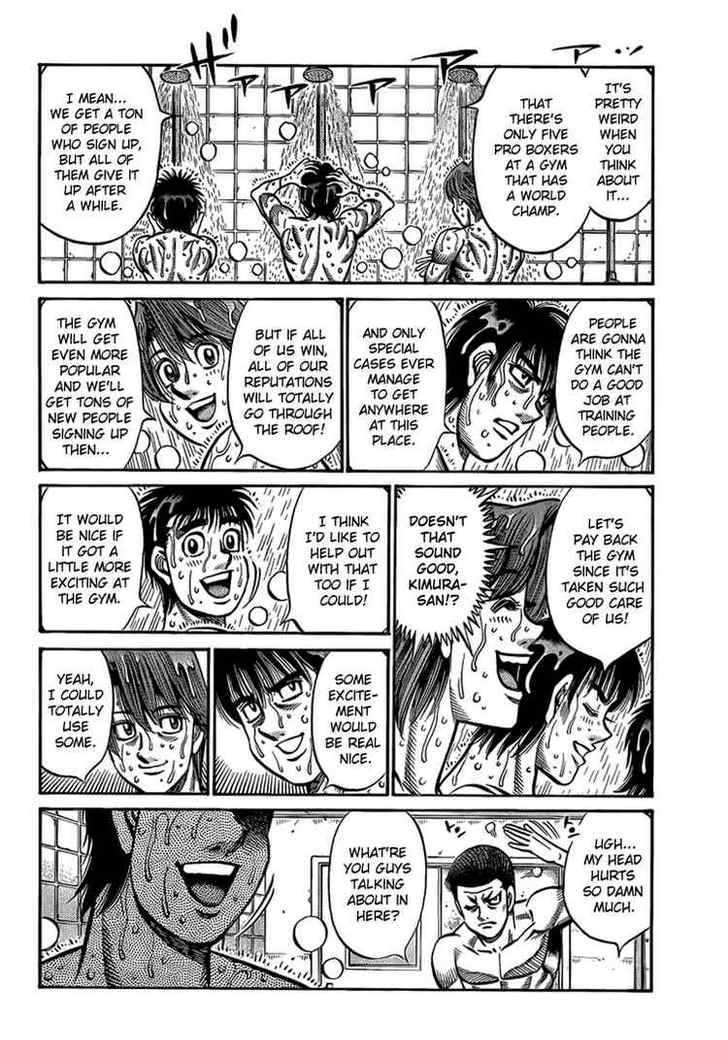 ザ
ア
ア
ア
ア
IT'S
PRETTY
WEIRD
WHEN
YOU
THINK
ABOUT
IT...
THAT
THERE'S
ONLY FIVE
PRO BOXERS
AT A GYM
THAT HAS
A WORLD
CHAMP.
I MEAN...
WE GET A TON
OF PEOPLE
WHO SIGN UP,
BUT ALL OF
THEM GIVE IT
UP AFTER
A WHILE.
PEOPLE
ARE GONNA
THINK THE
GYM CAN'T
DO A GOOD
JOB AT
TRAINING
PEOPLE.
AND ONLY
SPECIAL
CASES EVER
MANAGE
TO GET
ANYWHERE
AT THIS
PLACE.
BUT IF ALL
OF US WIN,
ALL OF OUR
REPUTATIONS
WILL TOTALLY
GO THROUGH
THE ROOF!
THE GYM
WILL GET
EVEN MORE
POPULAR
AND WE'LL
GET TONS OF
NEW PEOPLE
SIGNING UP
THEN...
LET'S
PAY BACK
THE GYM
SINCE IT'S
TAKEN SUCH
GOOD CARE
OF US!
DOESN'T
THAT
SOUND
GOOD,
KIMURA-
SAN!?
I THINK
I'D LIKE TO
HELP OUT
WITH THAT
TOO IF I
COULD!
IT WOULD
BE NICE IF
IT GOT A
LITTLE MORE
EXCITING AT
THE GYM.
SOME
EXCITE-
MENT
WOULD
BE REAL
NICE.
YEAH,
I COULD
TOTALLY
USE
SOME.
UGH...
MY HEAD
HURTS
SO DAMN
MUCH.
WHAT'RE
YOU GUYS
TALKING
ABOUT IN
HERE?